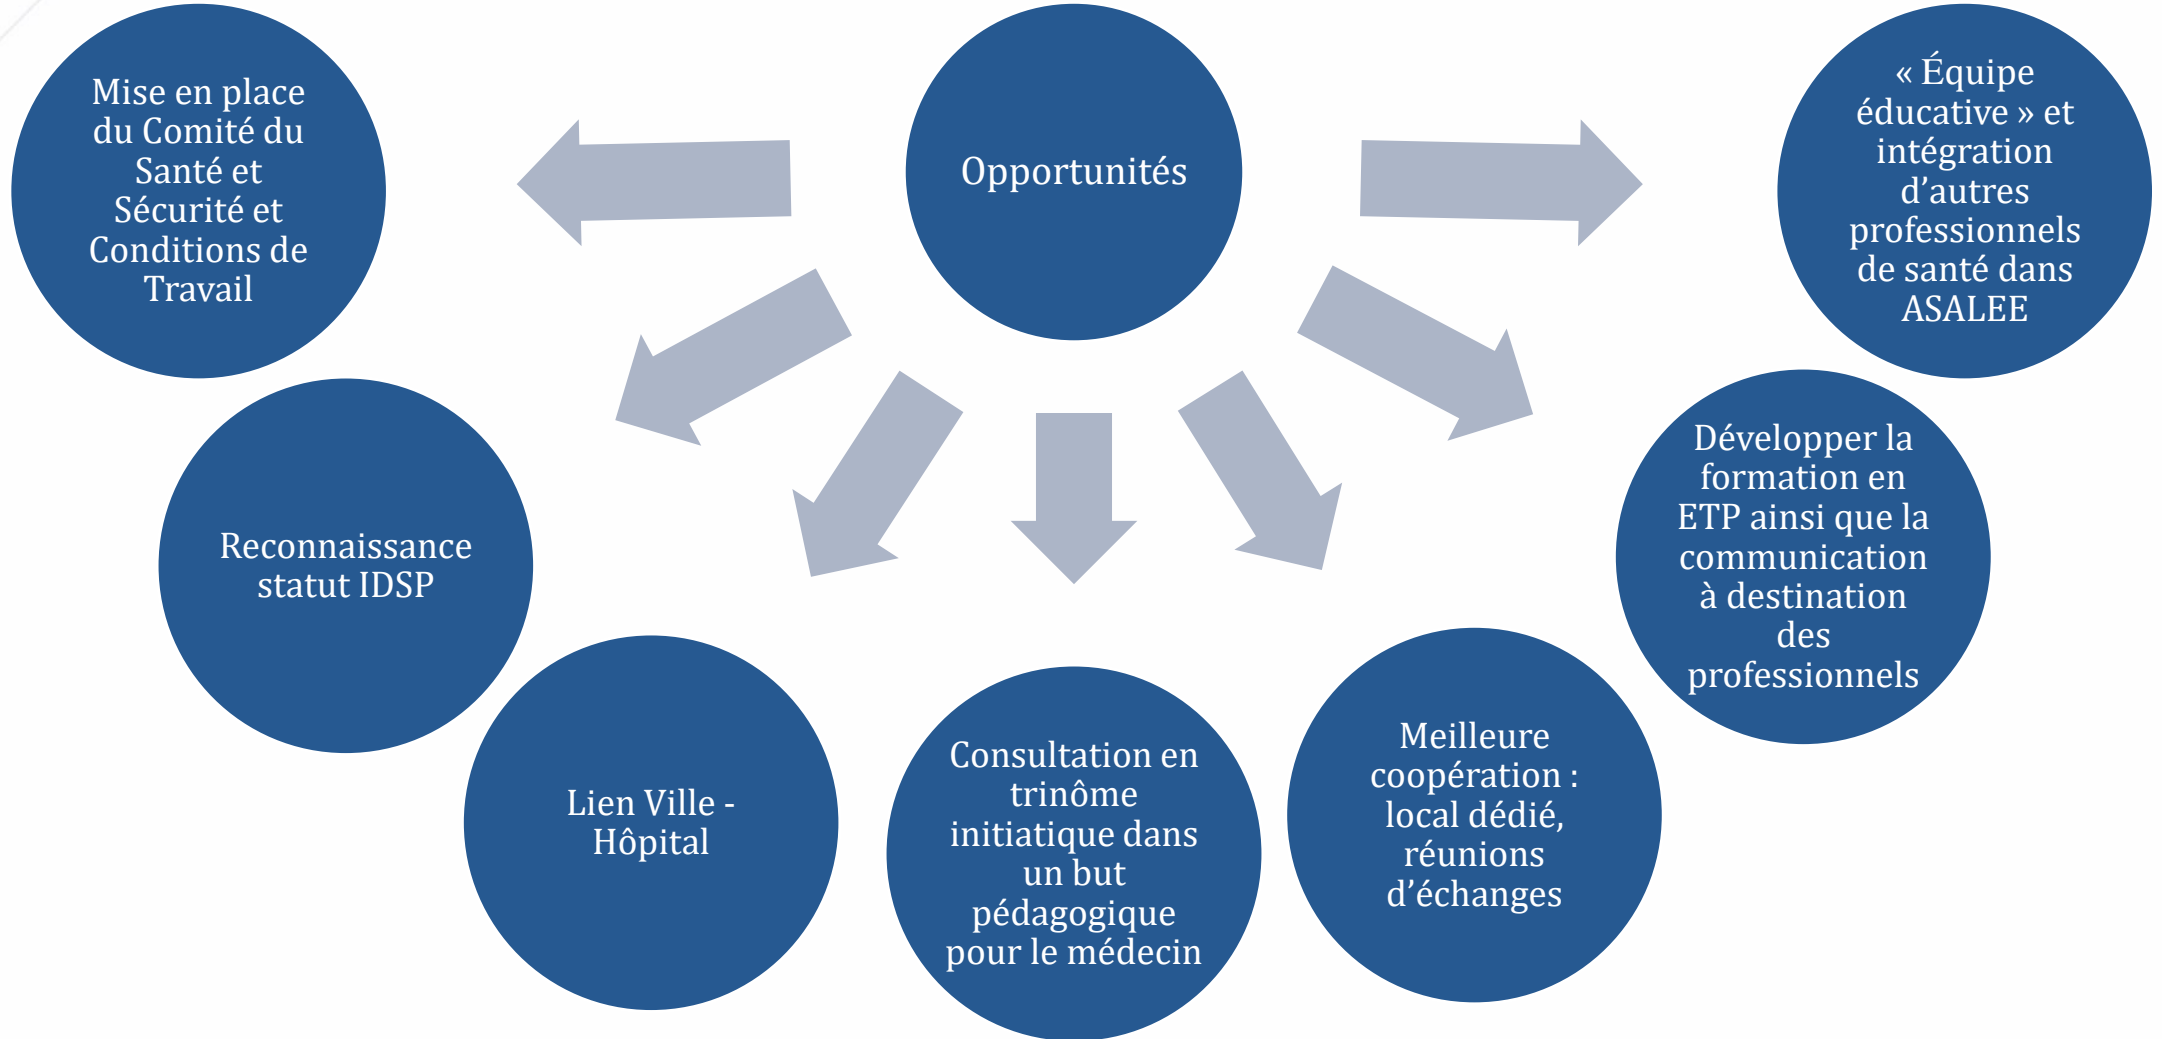 Opportunités
Mise en place
du Comité du
Santé et
Sécurité et
Conditions de
Travail
Reconnaissance
statut IDSP
Lien Ville -
Hôpital
Consultation en
trinôme
initiatique dans
un but
pédagogique
pour le médecin
Meilleure
coopération :
local dédié,
réunions
d’échanges
Développer la
formation en
ETP ainsi que la
communication
à destination
des
professionnels
« Équipe
éducative » et
intégration
d’autres
professionnels
de santé dans
ASALEE